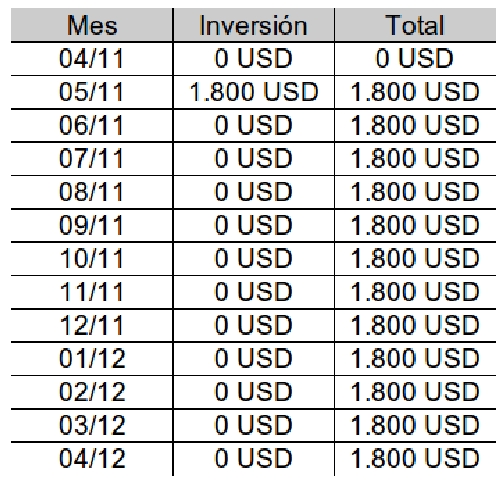 Mes Inversión Total
04/11 0 USD 0 USD
05/11 1.800 USD 1.800 USD
06/11 0 USD 1.800 USD
07/11 0 USD 1.800 USD
08/11 0 USD 1.800 USD
09/11 0 USD 1.800 USD
10/11 0 USD 1.800 USD
11/11 0 USD 1.800 USD
12/11 0 USD 1.800 USD
01/12 0 USD 1.800 USD
02/12 0 USD 1.800 USD
03/12 0 USD 1.800 USD
04/12 0 USD 1.800 USD